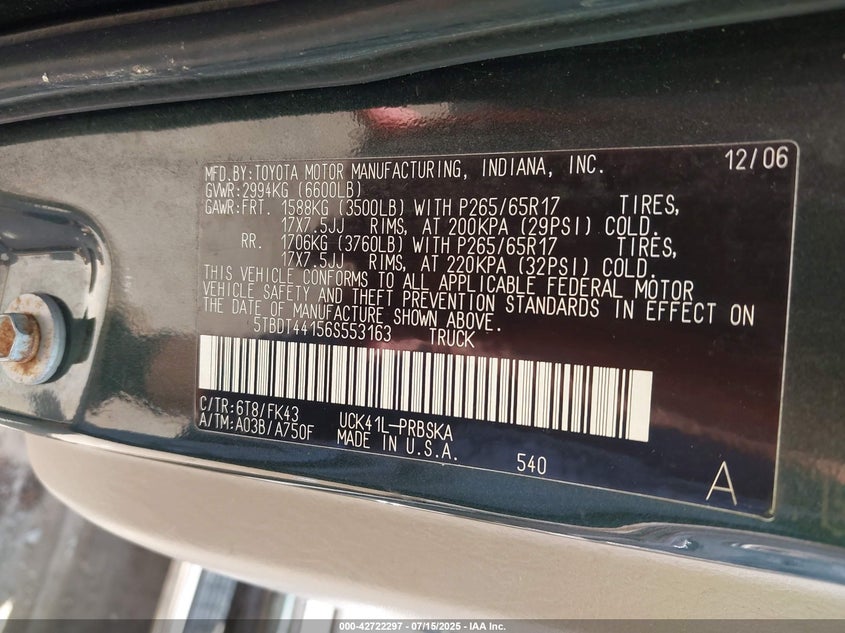 12/06
MFD.BY:TOYOTA MOTOR MANUFACTURING, INDIANA, INC.
GVWR:2994KG (6600LB)
GAWR:FRT. 1588KG (3500LB) WITH P265/65R17 TIRES,
17X7.5JJ RIMS, AT 200KPA (29PSI) COLD.
RR. 1706KG (3760LB) WITH P265/65R17 TIRES,
17X7.5JJ RIMS, AT 220KPA (32PSI) COLD.
THIS VEHICLE CONFORMS TO ALL APPLICABLE FEDERAL MOTOR
VEHICLE SAFETY AND THEFT PREVENTION STANDARDS IN EFFECT ON
THE DATE OF MANUFACTURE SHOWN ABOVE.
5TBDT44156S553163 TRUCK
C/TR:6T8/FK43 UCK41L-PRBSKA
A/TM:A03B/A750F MADE IN U.S.A.
540
A
000-42722297 - 07/15/2025 - IAA Inc.